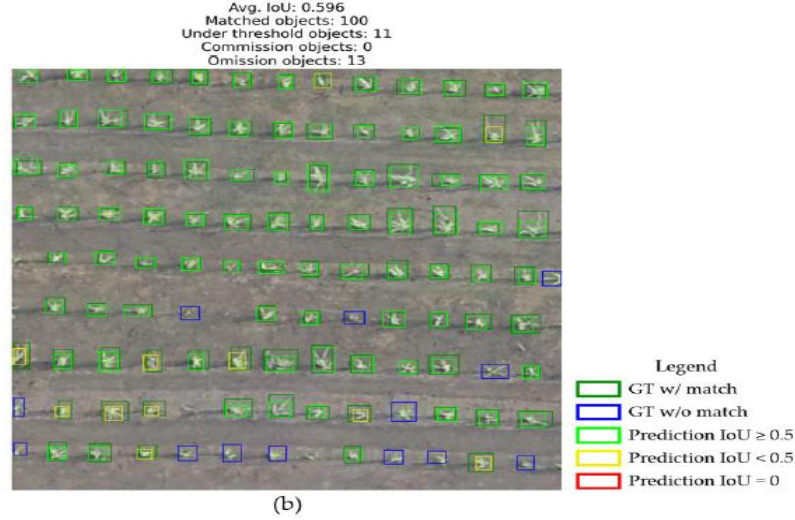 Avg. IoU: 0.596
Matched objects: 100
Under threshold objects: 11
Commission objects: 0
Omission objects: 13
Legend
GT w/ match
GT w/o match
Prediction IoU ≥ 0.5
Prediction IoU < 0.5
Prediction IoU = 0
(b)